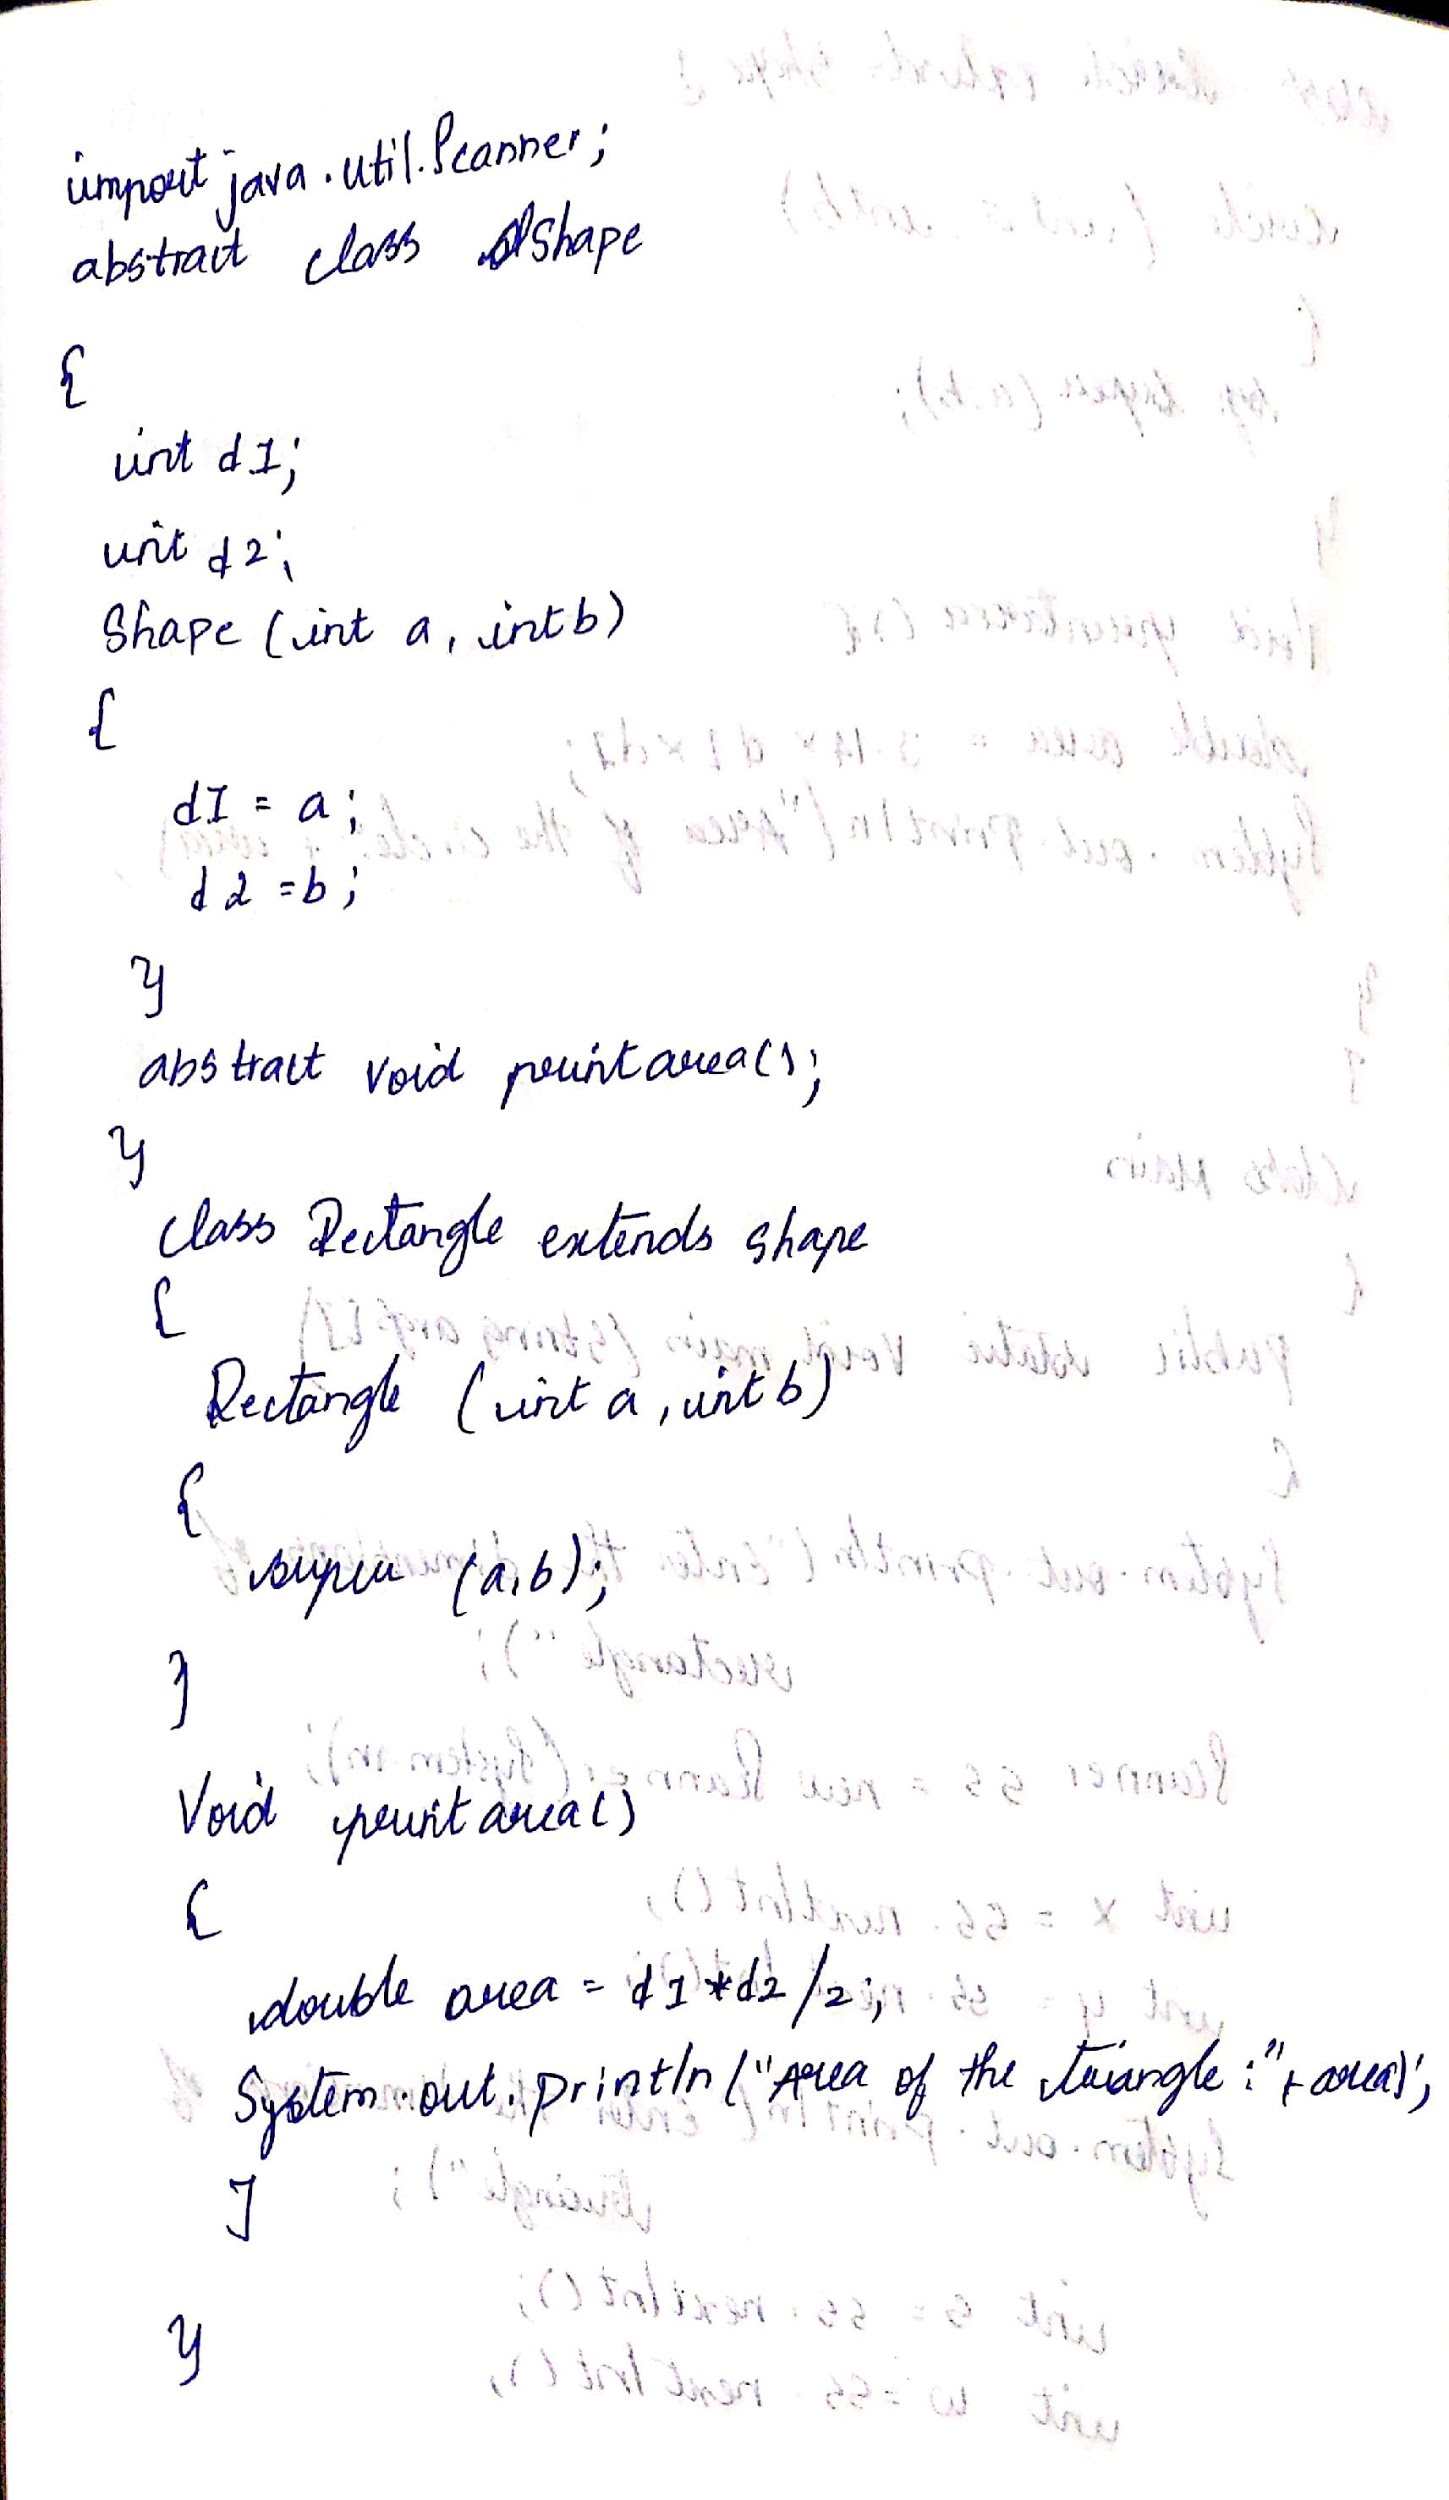 import java.util.Scanner;
abstract class Shape
{
int d1;
int d2;
Shape (int a, int b)
{
d1 = a;
d2 = b;
}
abstract void printarea();
}
class Rectangle extends shape
{
Rectangle (int a, int b)
{
super (a,b);
}
Void printarea()
{
double area = d1*d2/2;
System.out.println("Area of the triangle:"+area);
}
}